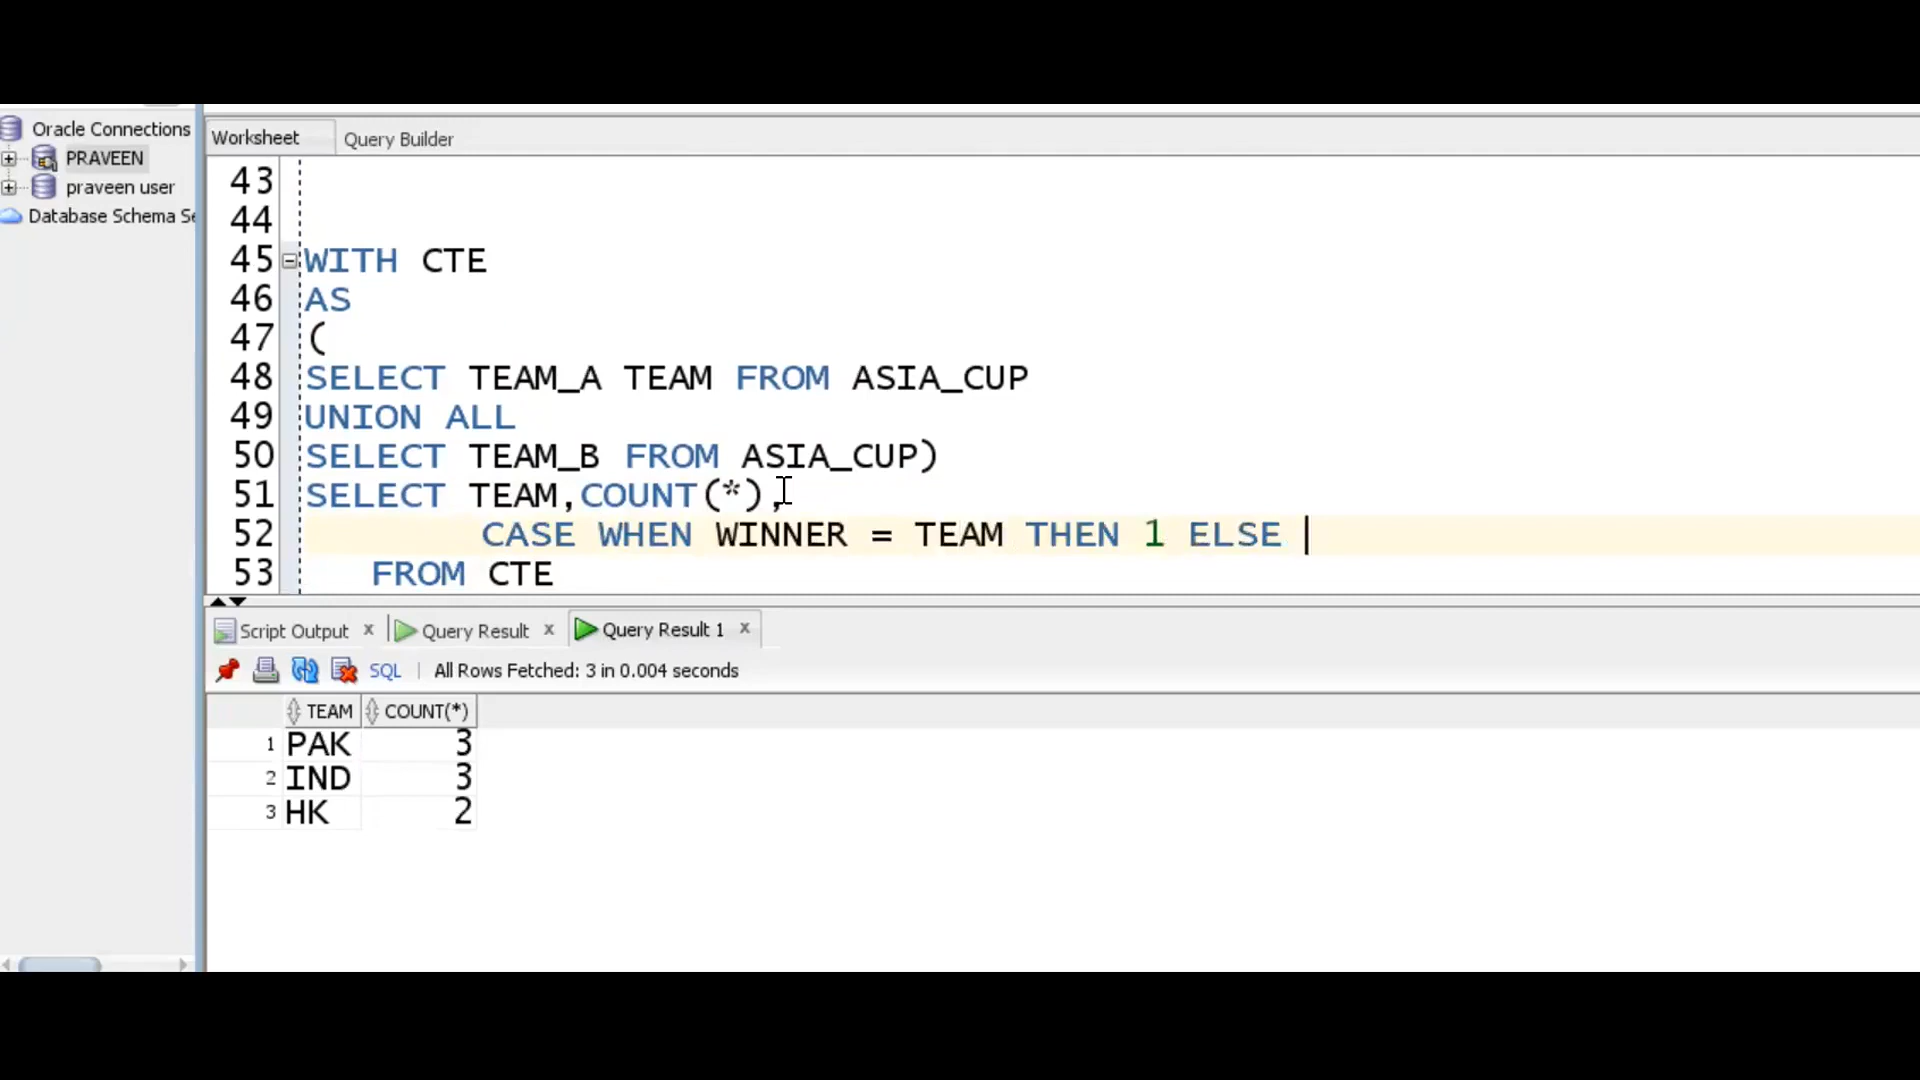 Oracle Connections
PRAVEEN
praveen user
Database Schema Se
Worksheet
Query Builder
43
44
45 WITH CTE
46 AS
47 (
48 SELECT TEAM_A TEAM FROM ASIA_CUP
49 UNION ALL
50 SELECT TEAM_B FROM ASIA_CUP)
51 SELECT TEAM,COUNT(*),
52 CASE WHEN WINNER = TEAM THEN 1 ELSE
53 FROM CTE
Script Output x Query Result x Query Result 1 x
SQL All Rows Fetched: 3 in 0.004 seconds
TEAM COUNT(*)
1 PAK 3
2 IND 3
3 HK 2